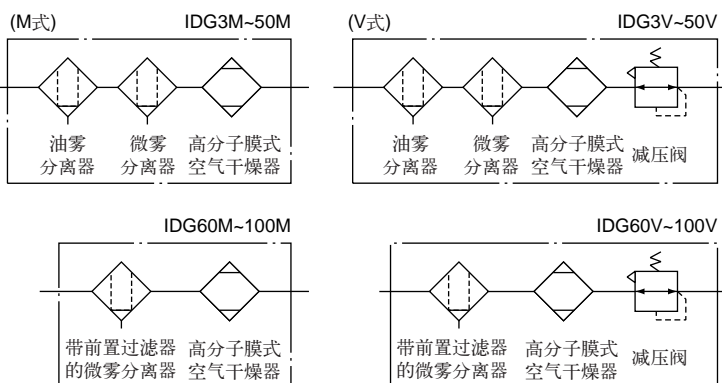 (M式) IDG3M~50M
油雾 微雾 高分子膜式
分离器 分离器 空气干燥器
(V式) IDG3V~50V
油雾 微雾 高分子膜式 减压阀
分离器 分离器 空气干燥器
IDG60M~100M
带前置过滤器 高分子膜式
的微雾分离器 空气干燥器
IDG60V~100V
带前置过滤器 高分子膜式 减压阀
的微雾分离器 空气干燥器